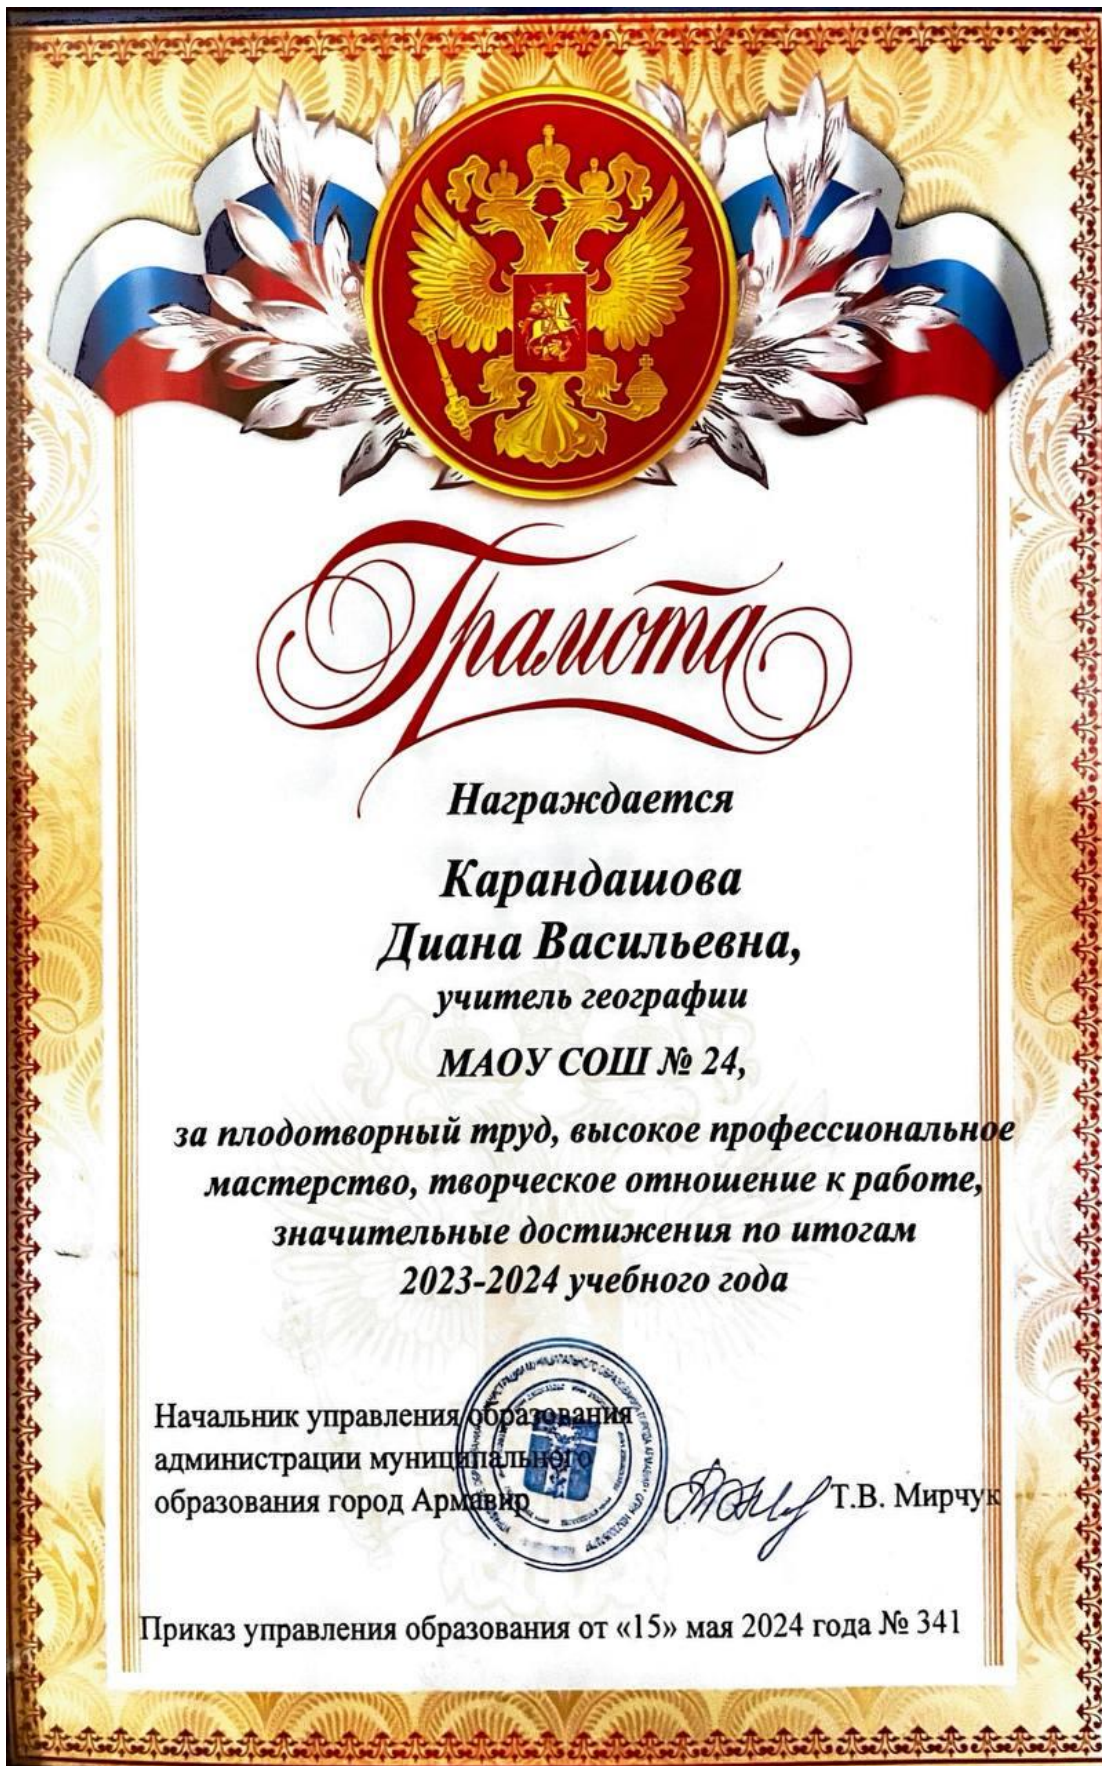 Грамота
Награждается
Карандашова
Диана Васильевна,
учитель географии
МАОУ СОШ № 24,
за плодотворный труд, высокое профессиональное
мастерство, творческое отношение к работе,
значительные достижения по итогам
2023-2024 учебного года
Начальник управления образования
администрации муниципального
образования город Армавир
Т.В. Мирчук
Приказ управления образования от «15» мая 2024 года № 341